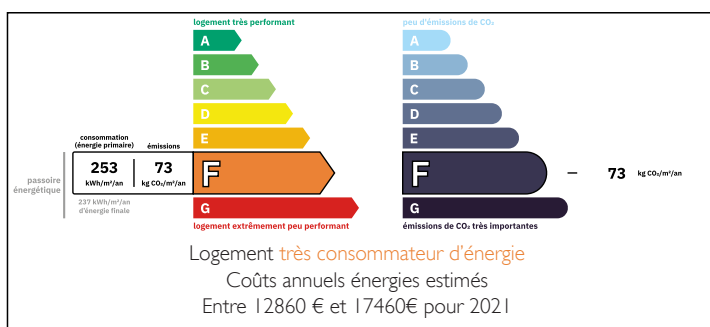 logement très performant
peu d'émissions de CO₂
A
B
C
D
E
F
G
consommation
(énergie primaire)
émissions
253
kWh/m²/an
73
kg CO₂/m²/an
passoire
énergétique
237 kWh/m²/an
d'énergie finale
logement extrêmement peu performant
A
B
C
D
E
F
G
73 kg CO₂/m²/an
émissions de CO₂ très importantes
Logement très consommateur d'énergie
Coûts annuels énergies estimés
Entre 12860 € et 17460€ pour 2021